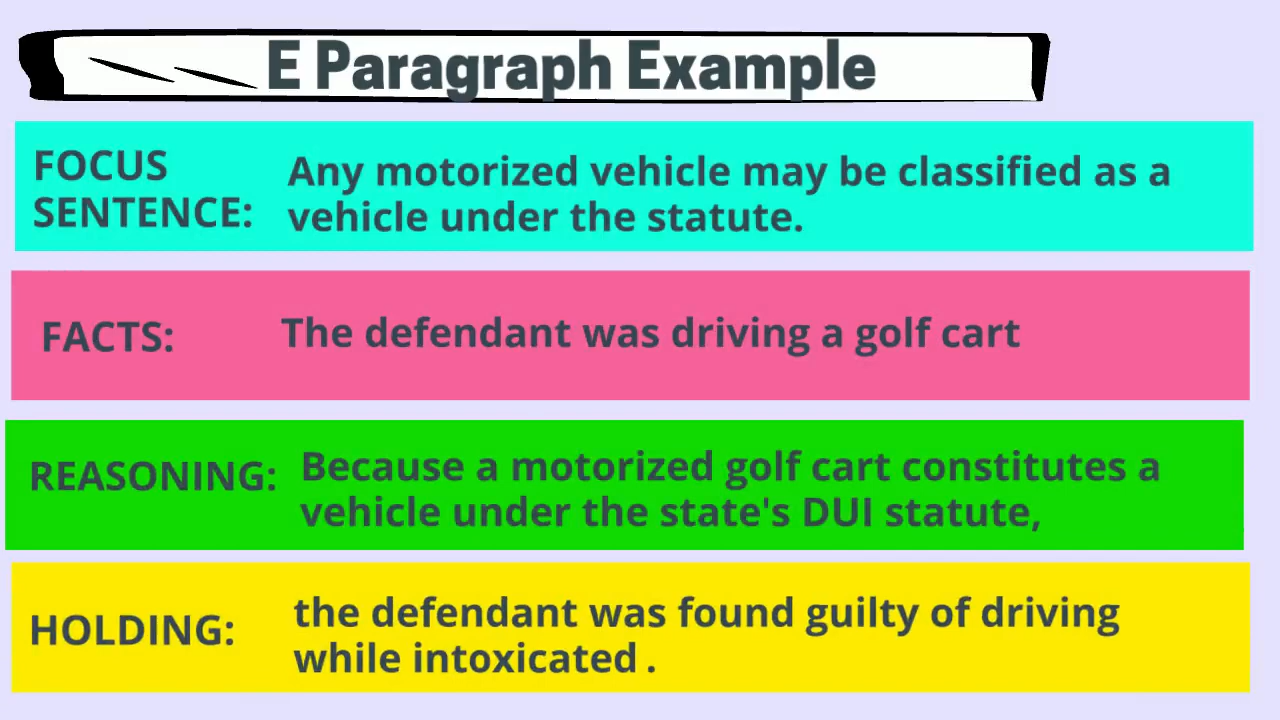 E Paragraph Example
FOCUS
SENTENCE:
Any motorized vehicle may be classified as a
vehicle under the statute.
FACTS:
The defendant was driving a golf cart
REASONING:
Because a motorized golf cart constitutes a
vehicle under the state's DUI statute,
HOLDING:
the defendant was found guilty of driving
while intoxicated .